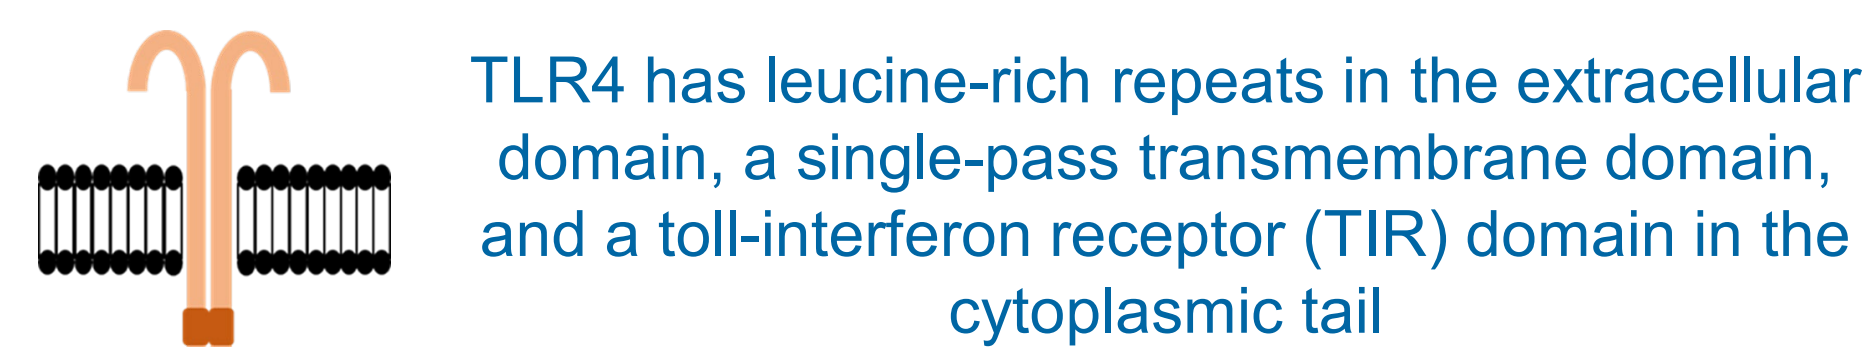 TLR4 has leucine-rich repeats in the extracellular
domain, a single-pass transmembrane domain,
and a toll-interferon receptor (TIR) domain in the
cytoplasmic tail